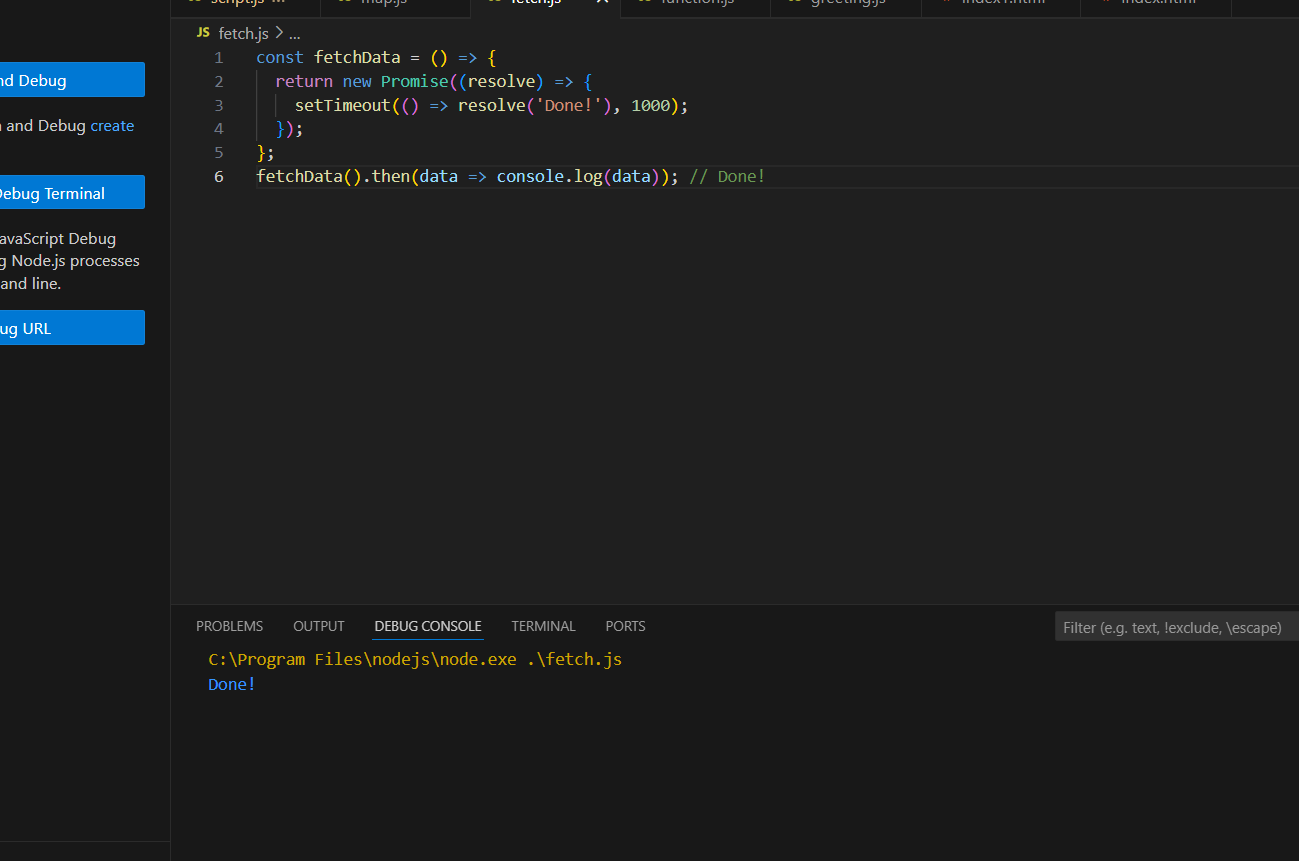 script.js
map.js
fetch.js
function.js
greeting.js
index1.html
index.html
JS fetch.js > ...
nd Debug
and Debug create
Debug Terminal
avaScript Debug
g Node.js processes
and line.
ug URL
1 const fetchData = () => {
2 return new Promise((resolve) => {
3 setTimeout(() => resolve('Done!'), 1000);
4 });
5 };
6 fetchData().then(data => console.log(data)); // Done!
PROBLEMS OUTPUT DEBUG CONSOLE TERMINAL PORTS
Filter (e.g. text, !exclude, \escape)
C:\Program Files\nodejs\node.exe .\fetch.js
Done!